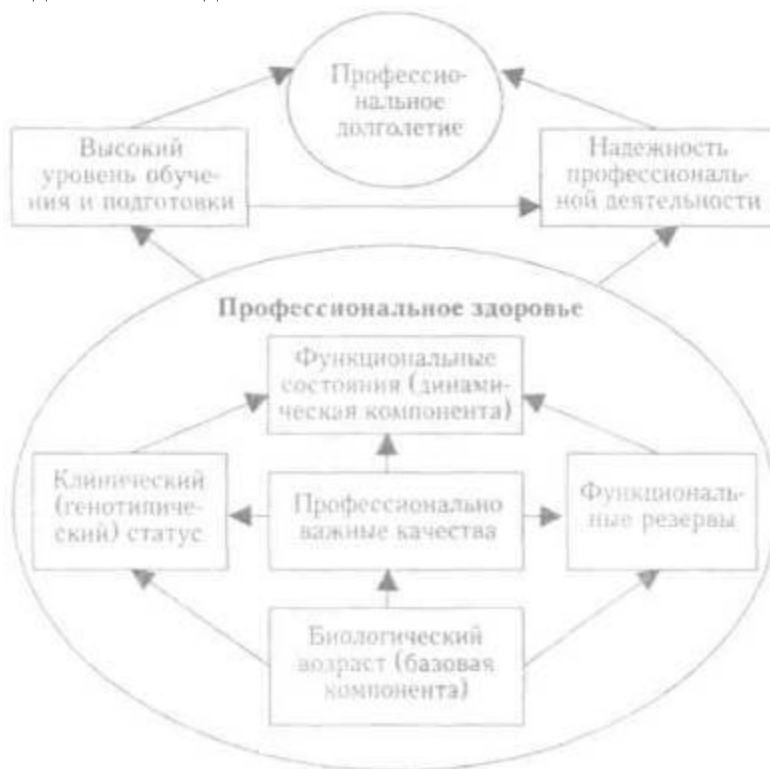 Профессио-
нальное
долголетие
Высокий
уровень обуче-
ния и подготовки
Надежность
профессиональ-
ной деятельности
Профессиональное здоровье
Функциональные
состояния (динами-
ческая компонента)
Клинический
(генотипиче-
ский) статус
Профессионально
важные качества
Функциональ-
ные резервы
Биологический
возраст (базовая
компонента)